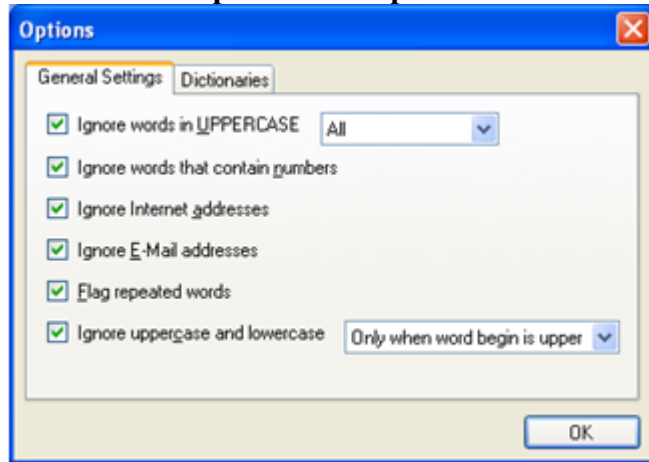 Options
General Settings Dictionaries
Ignore words in UPPERCASE All
Ignore words that contain numbers
Ignore Internet addresses
Ignore E-Mail addresses
Flag repeated words
Ignore uppercase and lowercase Only when word begin is upper
OK